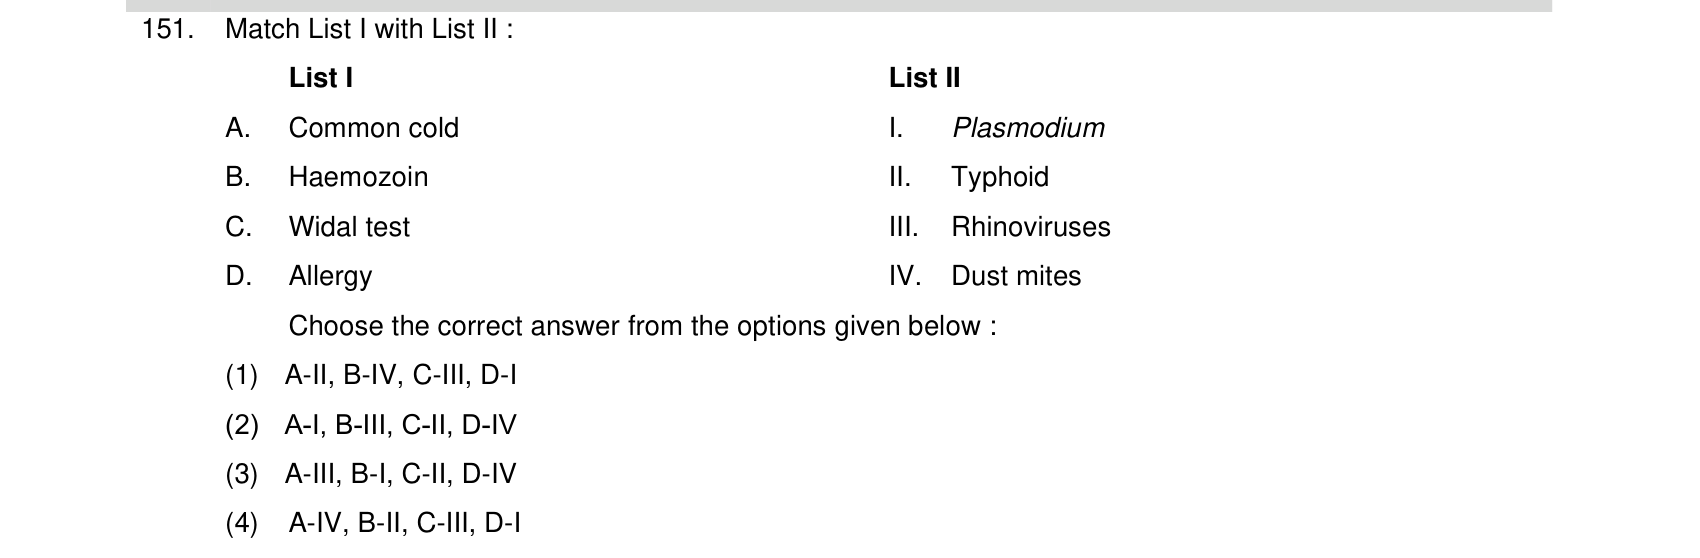 151. Match List I with List II :
List I List II
A. Common cold I. Plasmodium
B. Haemozoin II. Typhoid
C. Widal test III. Rhinoviruses
D. Allergy IV. Dust mites
Choose the correct answer from the options given below :
(1) A-II, B-IV, C-III, D-I
(2) A-I, B-III, C-II, D-IV
(3) A-III, B-I, C-II, D-IV
(4) A-IV, B-II, C-III, D-I